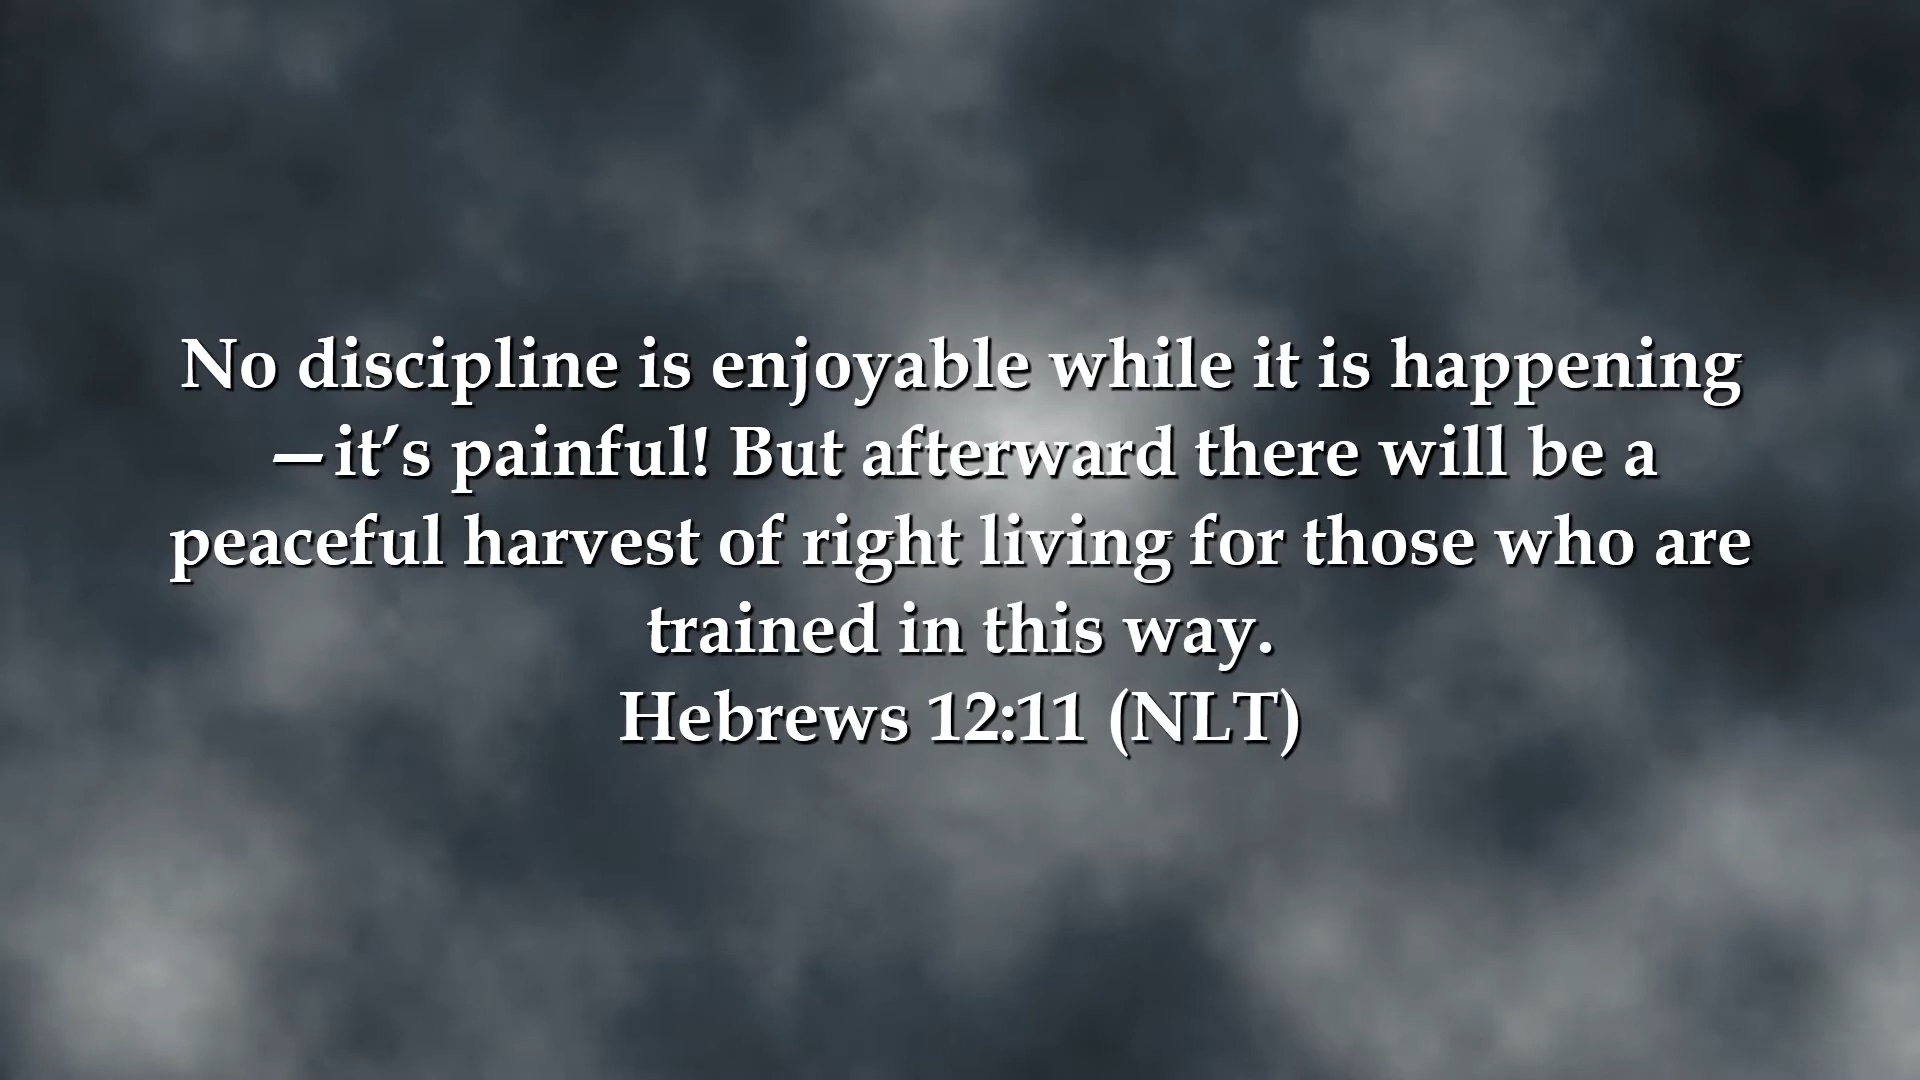 No discipline is enjoyable while it is happening
—it’s painful! But afterward there will be a
peaceful harvest of right living for those who are
trained in this way.
Hebrews 12:11 (NLT)